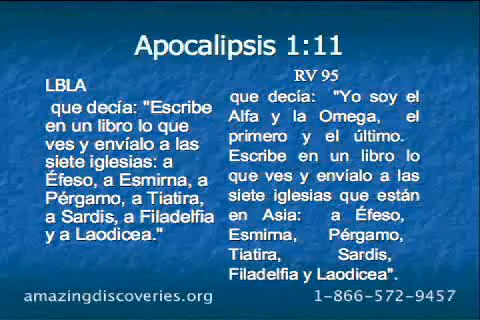 Apocalipsis 1:11
LBLA
que decía: "Escribe
en un libro lo que
ves y envíalo a las
siete iglesias: a
Éfeso, a Esmirna, a
Pérgamo, a Tiatira,
a Sardis, a Filadelfia
y a Laodicea."
RV 95
que decía: "Yo soy el
Alfa y la Omega, el
primero y el último.
Escribe en un libro lo
que ves y envíalo a las
siete iglesias que están
en Asia: a Éfeso,
Esmirna, Pérgamo,
Tiatira, Sardis,
Filadelfia y Laodicea".
amazingdiscoveries.org
1-866-572-9457